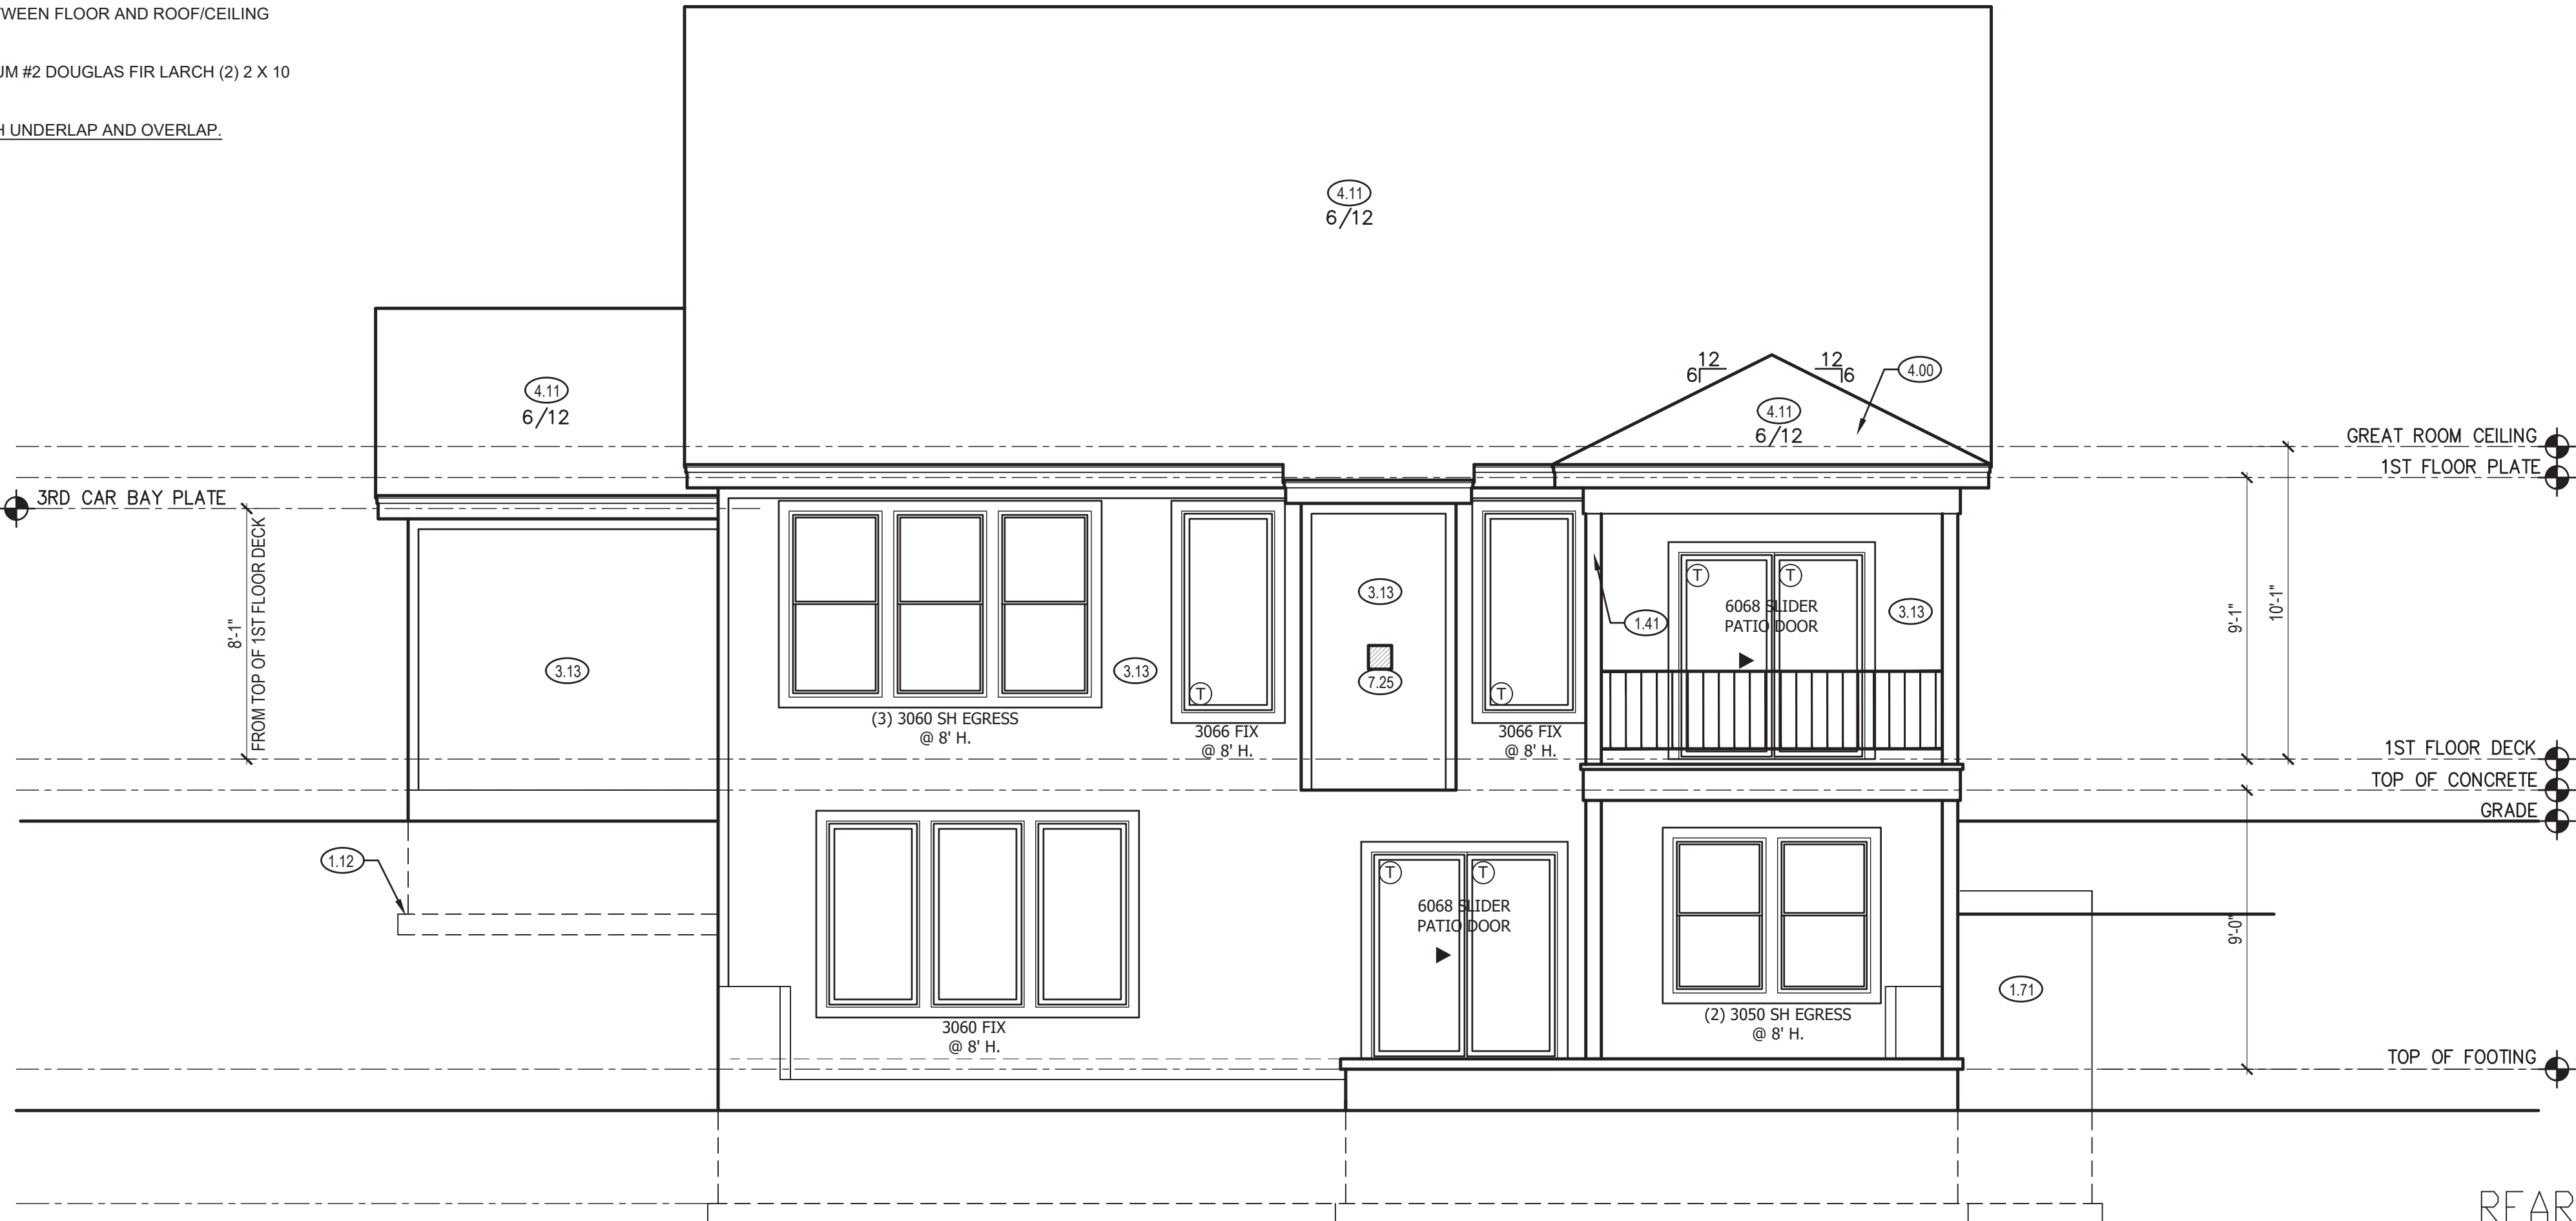 TWEEN FLOOR AND ROOF/CEILING
UM #2 DOUGLAS FIR LARCH (2) 2 X 10
H UNDERLAP AND OVERLAP.
4.11
6/12
4.11
6/12
12
6
12
6
4.00
4.11
6/12
GREAT ROOM CEILING
1ST FLOOR PLATE
3RD CAR BAY PLATE
8'-1"
FROM TOP OF 1ST FLOOR DECK
3.13
(3) 3060 SH EGRESS
@ 8' H.
3.13
T
3066 FIX
@ 8' H.
3.13
7.25
T
3066 FIX
@ 8' H.
1.41
T
T
6068 SLIDER
PATIO DOOR
3.13
9'-1"
10'-1"
1ST FLOOR DECK
TOP OF CONCRETE
GRADE
1.12
3060 FIX
@ 8' H.
T
T
6068 SLIDER
PATIO DOOR
(2) 3050 SH EGRESS
@ 8' H.
1.71
9'-0"
TOP OF FOOTING
REAR